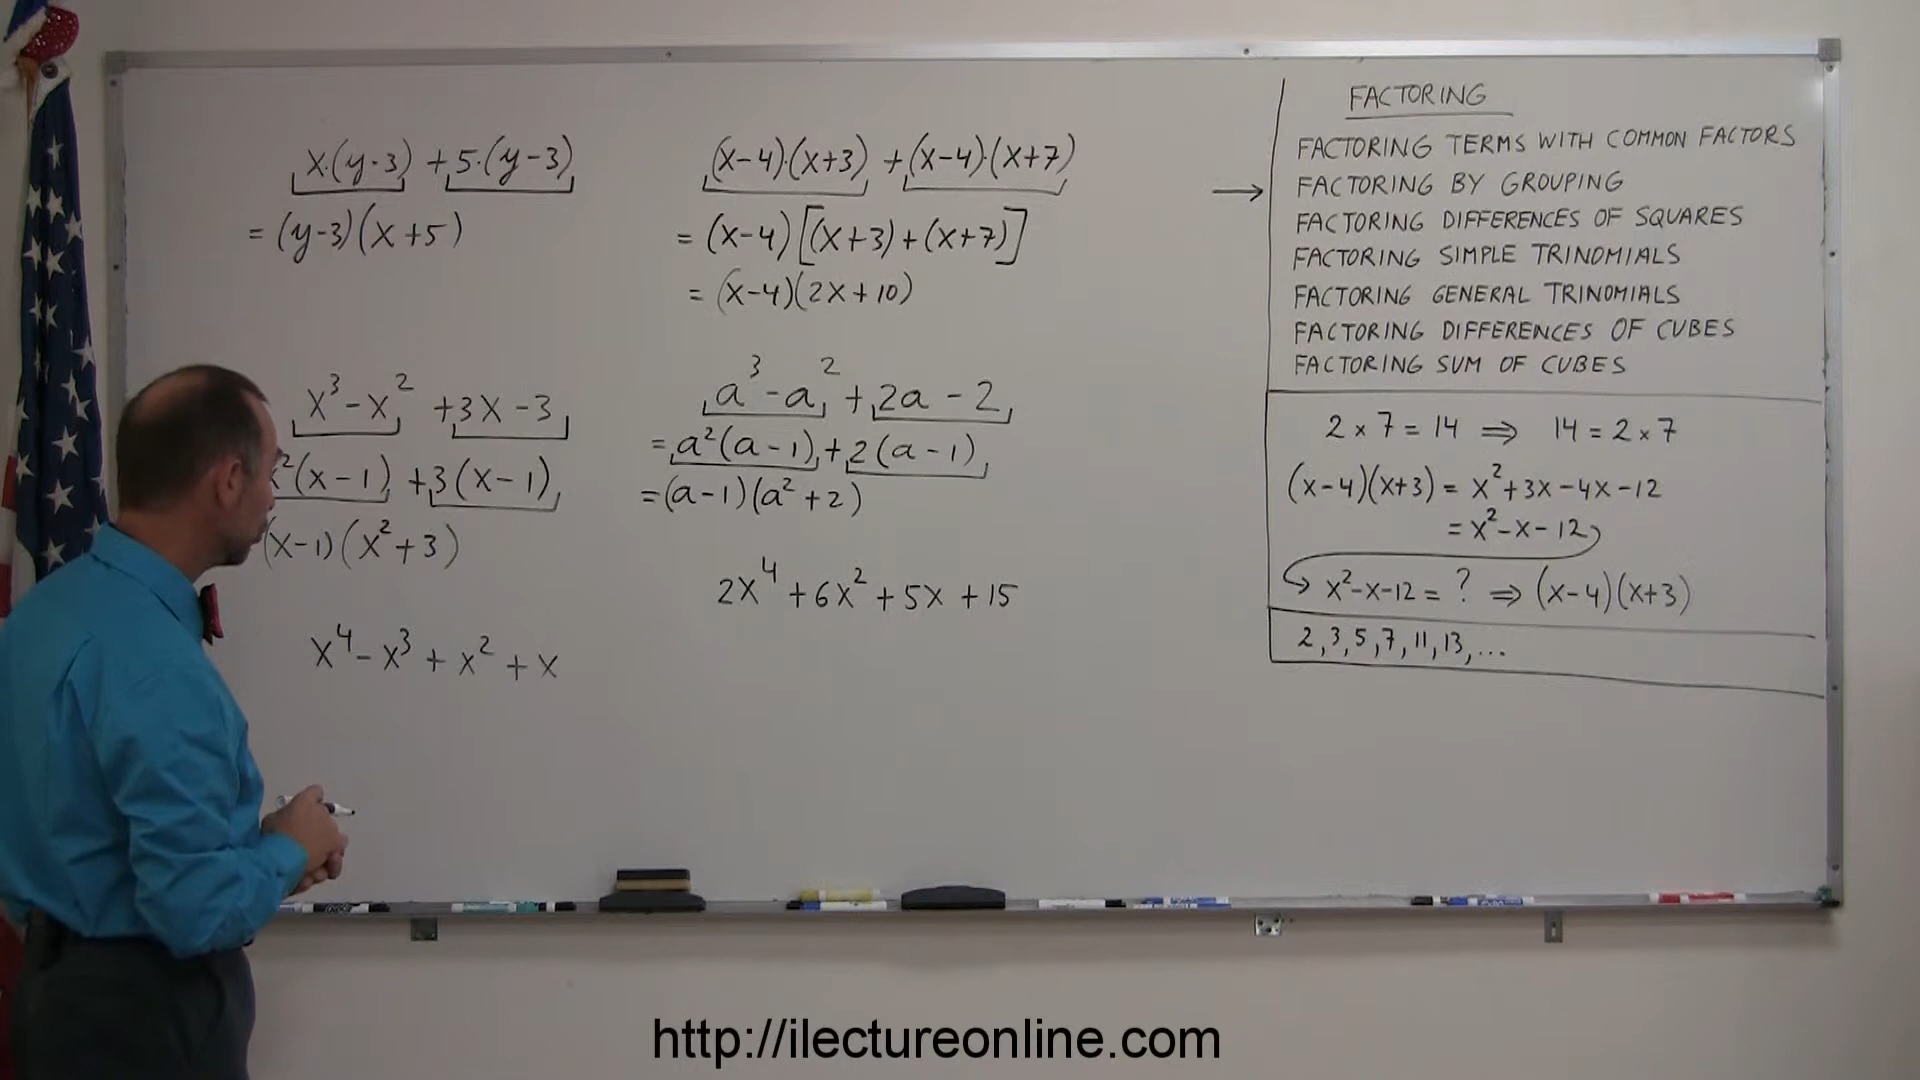 x·(y-3) + 5·(y-3)
= (y-3)(x+5)
(x-4)(x+3) + (x-4)·(x+7)
= (x-4)[(x+3)+(x+7)]
= (x-4)(2x+10)
x³-x² + 3x-3
²(x-1) + 3(x-1)
(x-1)(x²+3)
a³-a² + 2a-2
= a²(a-1) + 2(a-1)
= (a-1)(a²+2)
x⁴ - x³ + x² + x
2x⁴ + 6x² + 5x + 15
→
FACTORING
FACTORING TERMS WITH COMMON FACTORS
FACTORING BY GROUPING
FACTORING DIFFERENCES OF SQUARES
FACTORING SIMPLE TRINOMIALS
FACTORING GENERAL TRINOMIALS
FACTORING DIFFERENCES OF CUBES
FACTORING SUM OF CUBES
2 × 7 = 14 ⇒ 14 = 2 × 7
(x-4)(x+3) = x²+3x-4x-12
= x²-x-12
x²-x-12 = ? ⇒ (x-4)(x+3)
2,3,5,7,11,13,...
http://ilectureonline.com